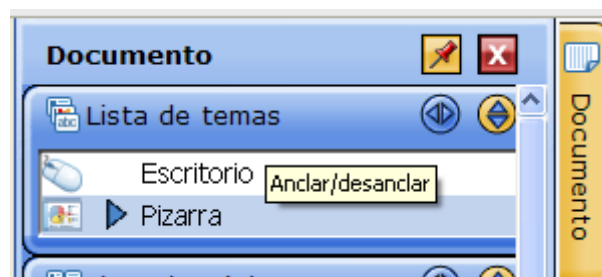 Documento
Lista de temas
Escritorio
Anclar/desanclar
Pizarra
Documento